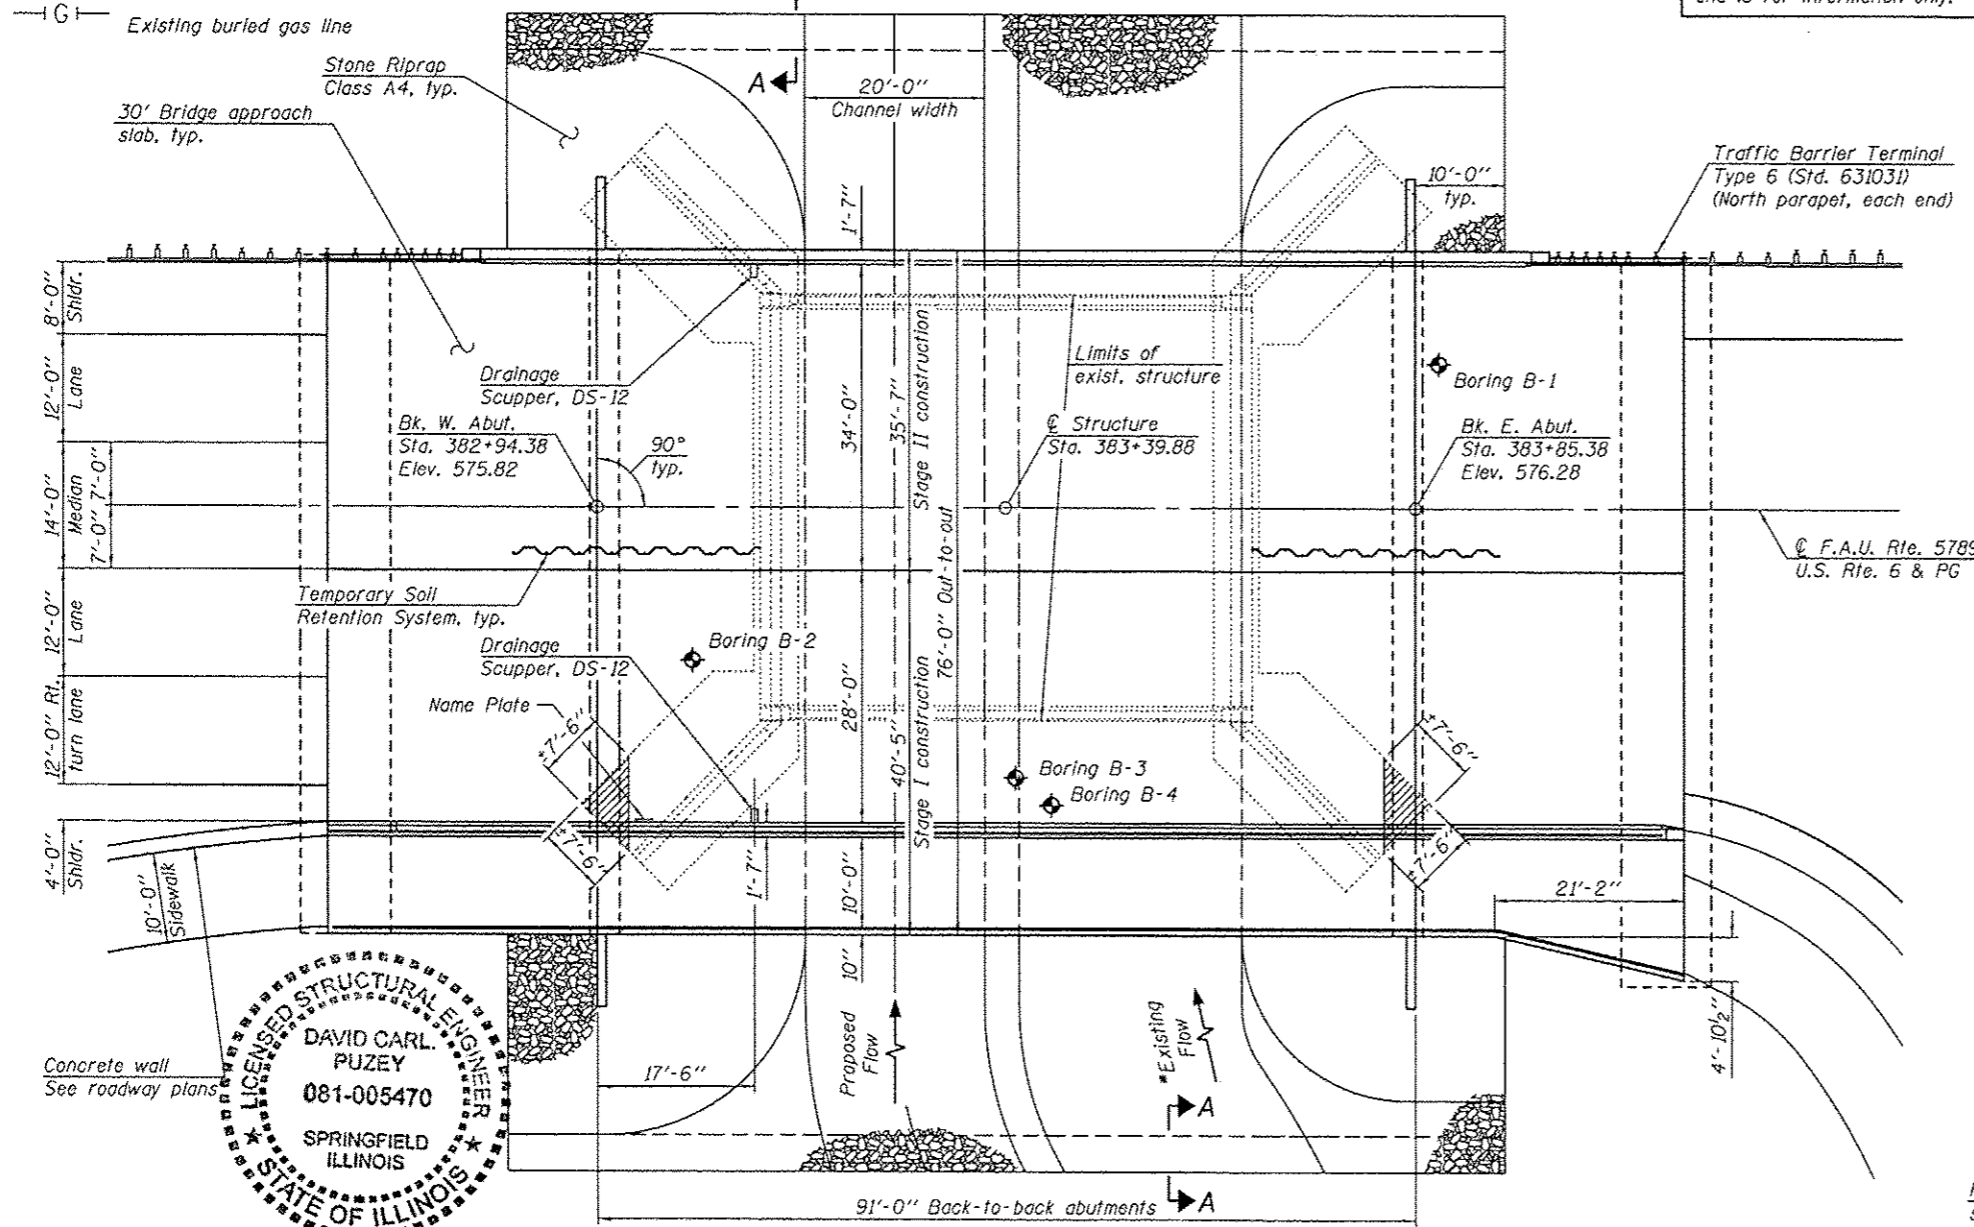 G
Existing buried gas line
Stone Riprap
Class A4, typ.
30' Bridge approach
slab, typ.
A
20'-0"
Channel width
1'-7"
10'-0"
typ.
Traffic Barrier Terminal
Type 6 (Std. 631031)
(North parapet, each end)
8'-0"
Shldr.
12'-0"
Lane
14'-0"
Median
7'-0" 7'-0"
12'-0"
Lane
12'-0" Rt.
turn lane
4'-0"
Shldr.
Drainage
Scupper, DS-12
Bk. W. Abut.
Sta. 382+94.38
Elev. 575.82
90°
typ.
34'-0"
35'-7"
Stage II construction
Limits of
exist. structure
℄ Structure
Sta. 383+39.88
Boring B-1
Bk. E. Abut.
Sta. 383+85.38
Elev. 576.28
℄ F.A.U. Rte. 5789
U.S. Rte. 6 & PG
Temporary Soil
Retention System, typ.
76'-0" Out-to-out
Boring B-2
Drainage
Scupper, DS-12
Name Plate
±7'-6"
±7'-6"
28'-0"
40'-5"
Stage I construction
Boring B-3
Boring B-4
±7'-6"
±7'-6"
1'-7"
10'-0"
21'-2"
10'-0"
Sidewalk
10"
Proposed
Flow
*Existing
Flow
4'-10½"
Concrete wall
See roadway plans
LICENSED STRUCTURAL ENGINEER
DAVID CARL.
PUZEY
081-005470
SPRINGFIELD
ILLINOIS
STATE OF ILLINOIS
17'-6"
A
A
91'-0" Back-to-back abutments